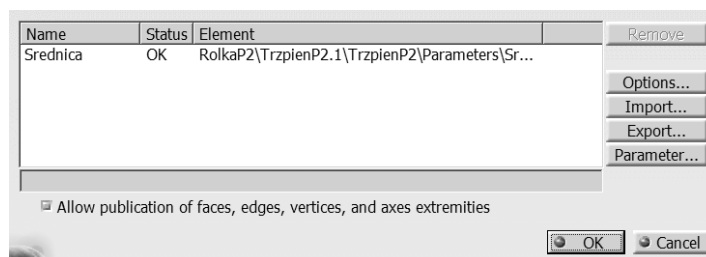 Name Status Element Remove
Srednica OK RolkaP2\TrzpienP2.1\TrzpienP2\Parameters\Sr...
Options...
Import...
Export...
Parameter...
Allow publication of faces, edges, vertices, and axes extremities
OK Cancel